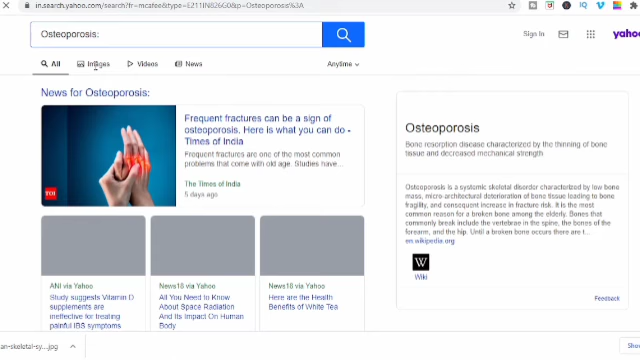 in.search.yahoo.com/search?fr=mcafee&type=E211IN826G0&p=Osteoporosis%3A
Osteoporosis:
Sign In
yahoo
All
Images
Videos
News
Anytime
News for Osteoporosis:
Frequent fractures can be a sign of
osteoporosis. Here is what you can do -
Times of India
Frequent fractures are one of the most common
problems that come with old age. Studies have...
The Times of India
5 days ago
TOI
ANI via Yahoo
Study suggests Vitamin D
supplements are
ineffective for treating
painful IBS symptoms
News18 via Yahoo
All You Need to Know
About Space Radiation
And Its Impact On Human
Body
News18 via Yahoo
Here are the Health
Benefits of White Tea
Osteoporosis
Bone resorption disease characterized by the thinning of bone
tissue and decreased mechanical strength
Osteoporosis is a systemic skeletal disorder characterized by low bone
mass, micro-architectural deterioration of bone tissue leading to bone
fragility, and consequent increase in fracture risk. It is the most
common reason for a broken bone among the elderly. Bones that
commonly break include the vertebrae in the spine, the bones of the
forearm, and the hip. Until a broken bone occurs there are t...
en.wikipedia.org
W
Wiki
Feedback
an-skeletal-sy....jpg
Sho